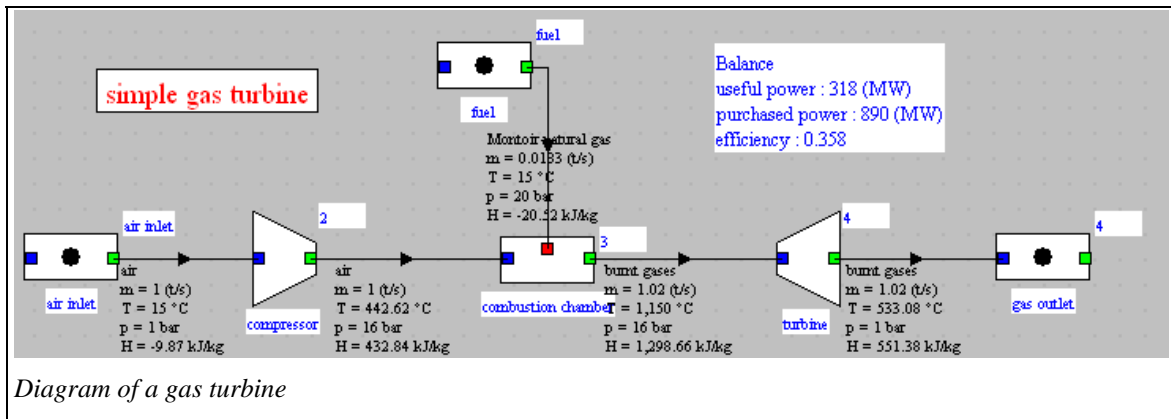 fuel
simple gas turbine
Balance
useful power : 318 (MW)
purchased power : 890 (MW)
efficiency : 0.358
fuel
Montoir natural gas
m = 0.0183 (t/s)
T = 15 °C
p = 20 bar
H = -20.52 kJ/kg
air inlet
air inlet
air
m = 1 (t/s)
T = 15 °C
p = 1 bar
H = -9.87 kJ/kg
2
compressor
air
m = 1 (t/s)
T = 442.62 °C
p = 16 bar
H = 432.84 kJ/kg
3
combustion chamber
burnt gases
m = 1.02 (t/s)
T = 1,150 °C
p = 16 bar
H = 1,298.66 kJ/kg
4
turbine
burnt gases
m = 1.02 (t/s)
T = 533.08 °C
p = 1 bar
H = 551.38 kJ/kg
4
gas outlet
Diagram of a gas turbine